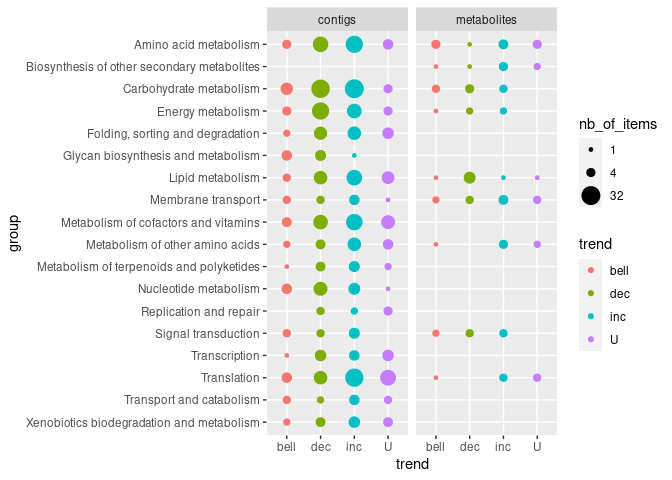 contigs
metabolites
Amino acid metabolism
Biosynthesis of other secondary metabolites
Carbohydrate metabolism
Energy metabolism
Folding, sorting and degradation
Glycan biosynthesis and metabolism
Lipid metabolism
Membrane transport
Metabolism of cofactors and vitamins
Metabolism of other amino acids
Metabolism of terpenoids and polyketides
Nucleotide metabolism
Replication and repair
Signal transduction
Transcription
Translation
Transport and catabolism
Xenobiotics biodegradation and metabolism
group
bell dec inc U
bell dec inc U
trend
nb_of_items
1
4
32
trend
bell
dec
inc
U